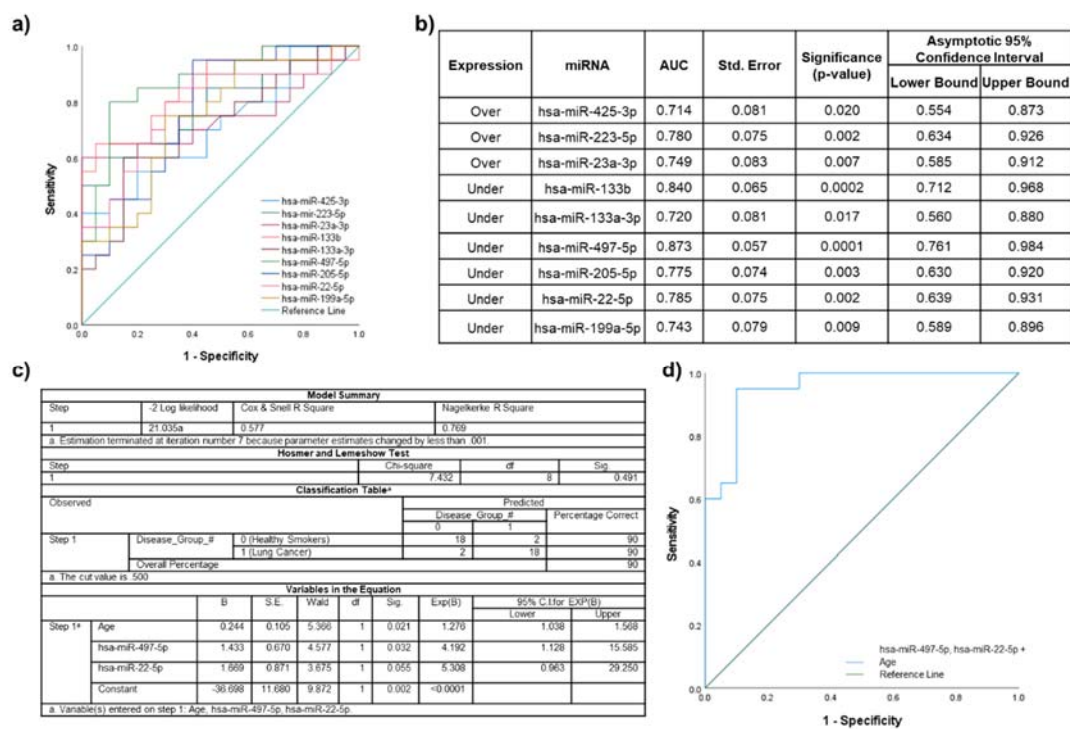 a)
1.0
0.8
0.6
0.4
0.2
0.0
0.0 0.2 0.4 0.6 0.8 1.0
Sensitivity
1 - Specificity
hsa-miR-425-3p
hsa-mir-223-5p
hsa-miR-23a-3p
hsa-miR-133b
hsa-miR-133a-3p
hsa-miR-497-5p
hsa-miR-205-5p
hsa-miR-22-5p
hsa-miR-199a-5p
Reference Line
b)
Expression miRNA AUC Std. Error Significance (p-value) Asymptotic 95% Confidence Interval
Lower Bound Upper Bound
Over hsa-miR-425-3p 0.714 0.081 0.020 0.554 0.873
Over hsa-miR-223-5p 0.780 0.075 0.002 0.634 0.926
Over hsa-miR-23a-3p 0.749 0.083 0.007 0.585 0.912
Under hsa-miR-133b 0.840 0.065 0.0002 0.712 0.968
Under hsa-miR-133a-3p 0.720 0.081 0.017 0.560 0.880
Under hsa-miR-497-5p 0.873 0.057 0.0001 0.761 0.984
Under hsa-miR-205-5p 0.775 0.074 0.003 0.630 0.920
Under hsa-miR-22-5p 0.785 0.075 0.002 0.639 0.931
Under hsa-miR-199a-5p 0.743 0.079 0.009 0.589 0.896
c)
Model Summary
Step -2 Log likelihood Cox & Snell R Square Nagelkerke R Square
1 21.035a 0.577 0.769
a. Estimation terminated at iteration number 7 because parameter estimates changed by less than .001.
Hosmer and Lemeshow Test
Step Chi-square df Sig.
1 7.432 8 0.491
Classification Tableᵃ
Observed Predicted
Disease_Group_# Percentage Correct
0 1
Step 1 Disease_Group_# 0 (Healthy Smokers) 18 2 90
1 (Lung Cancer) 2 18 90
Overall Percentage 90
a. The cut value is .500
Variables in the Equation
B S.E. Wald df Sig. Exp(B) 95% C.I.for EXP(B)
Lower Upper
Step 1ᵃ Age 0.244 0.105 5.366 1 0.021 1.276 1.038 1.568
hsa-miR-497-5p 1.433 0.670 4.577 1 0.032 4.192 1.128 15.585
hsa-miR-22-5p 1.669 0.871 3.675 1 0.055 5.308 0.963 29.250
Constant -36.698 11.680 9.872 1 0.002 <0.0001
a. Variable(s) entered on step 1: Age, hsa-miR-497-5p, hsa-miR-22-5p.
d)
1.0
0.8
0.6
0.4
0.2
0.0
0.0 0.2 0.4 0.6 0.8 1.0
Sensitivity
1 - Specificity
hsa-miR-497-5p, hsa-miR-22-5p +
Age
Reference Line